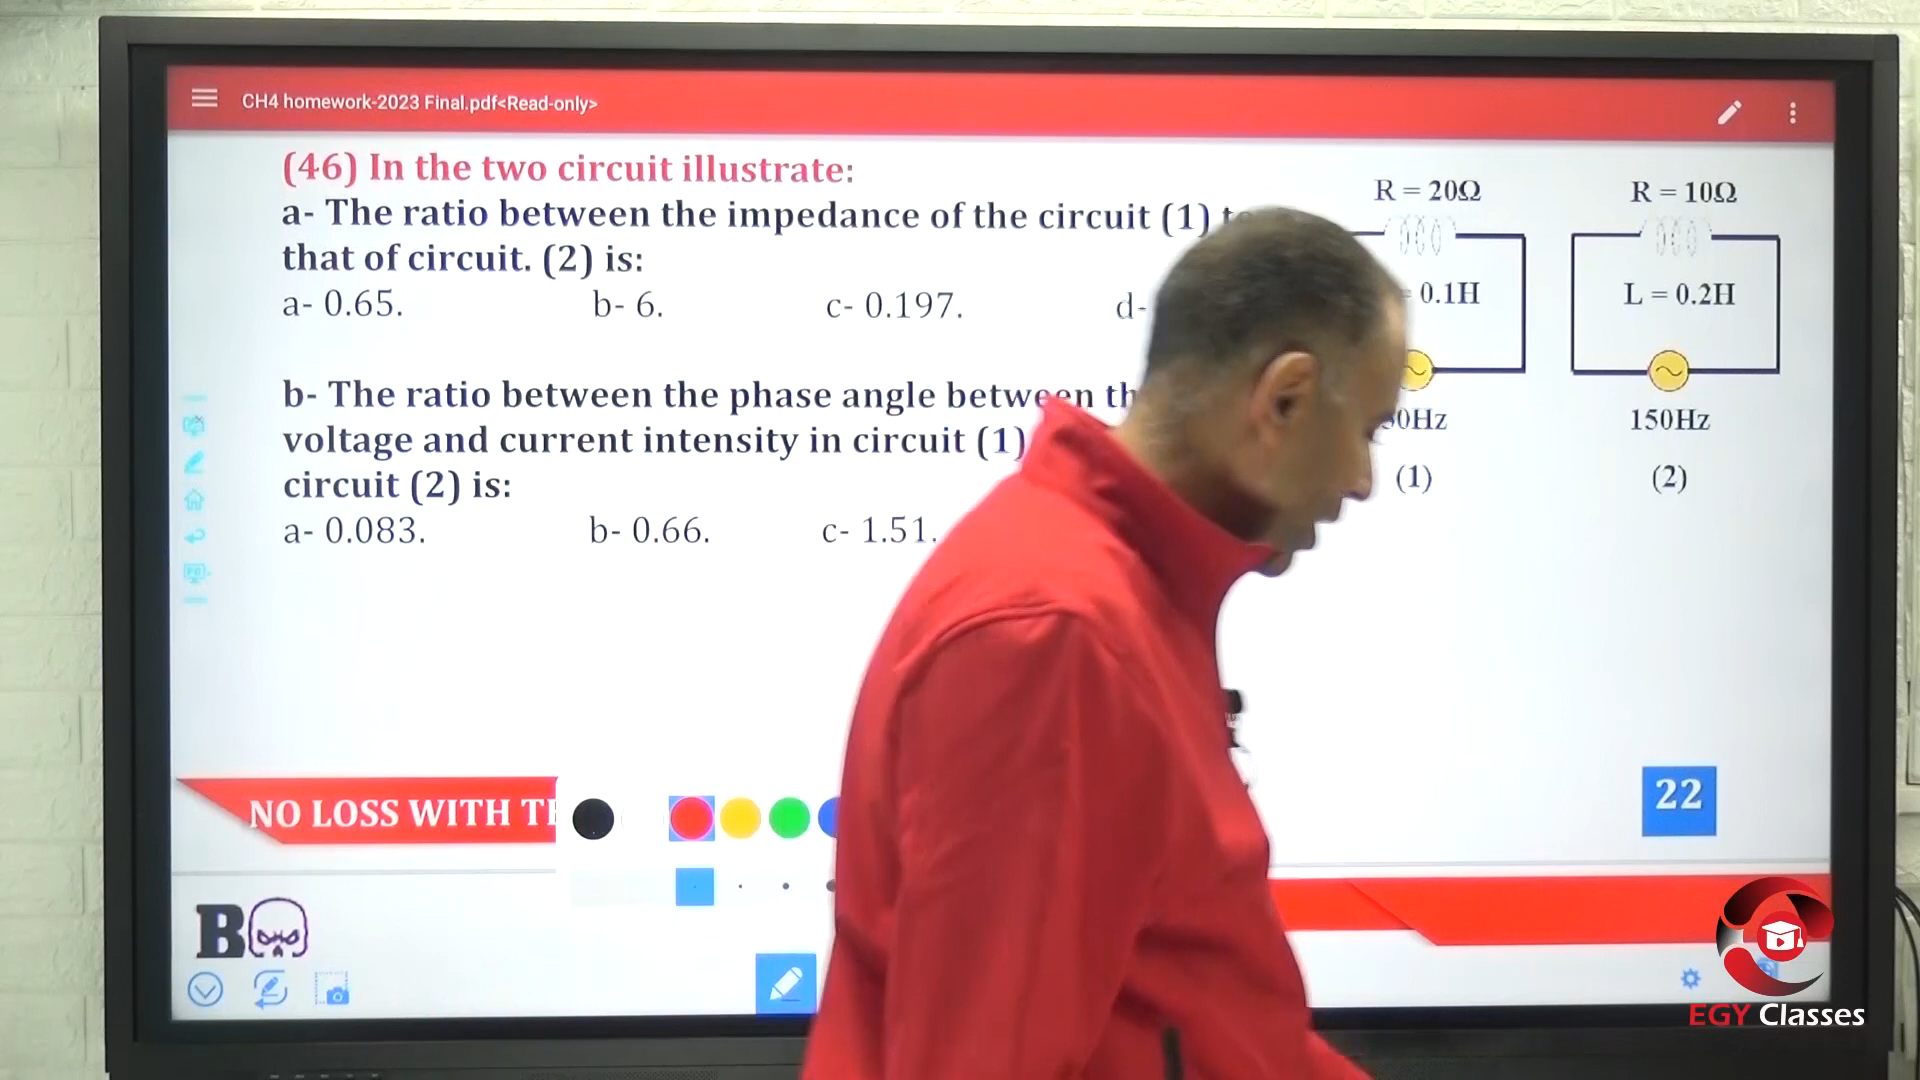 CH4 homework-2023 Final.pdf<Read-only>
(46) In the two circuit illustrate:
a- The ratio between the impedance of the circuit (1)
that of circuit. (2) is:
a- 0.65. b- 6. c- 0.197. d-
b- The ratio between the phase angle between
voltage and current intensity in circuit (1)
circuit (2) is:
a- 0.083. b- 0.66. c- 1.51.
R = 20Ω
0.1H
0Hz
(1)
R = 10Ω
L = 0.2H
150Hz
(2)
NO LOSS WITH
22
B
EGY Classes